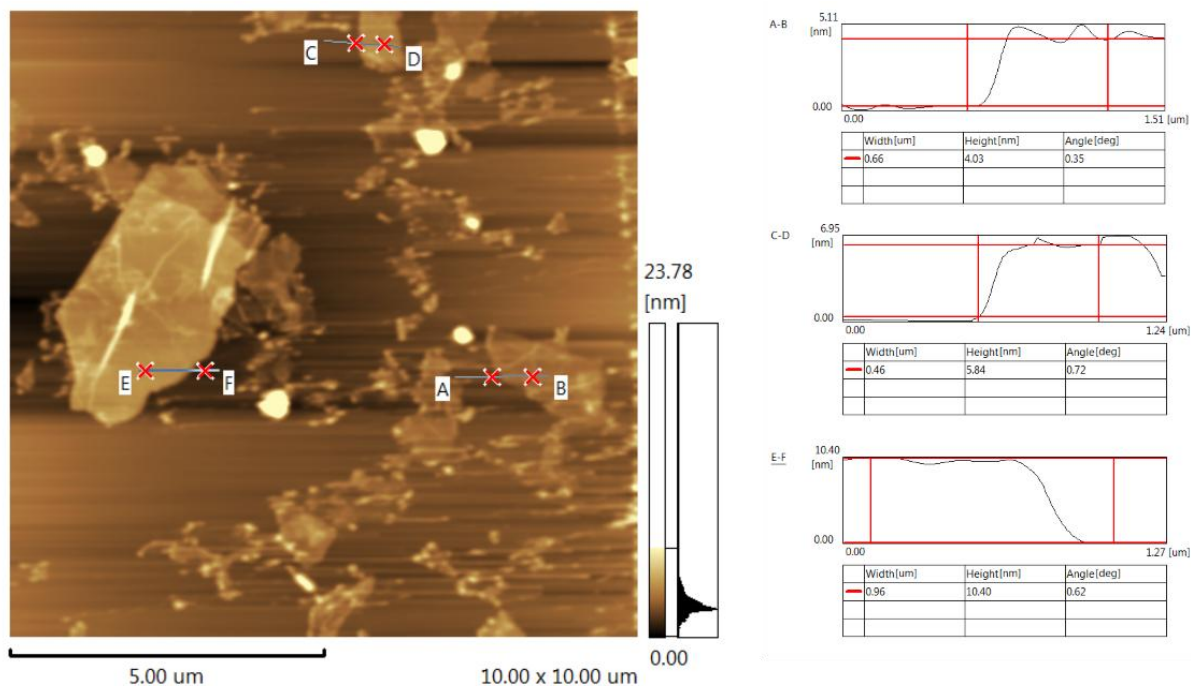 C
D
E
F
A
B
23.78
[nm]
0.00
5.00 um
10.00 x 10.00 um
A-B
5.11
[nm]
0.00
0.00
1.51 [um]
Width[um] Height[nm] Angle[deg]
0.66 4.03 0.35
C-D
6.95
[nm]
0.00
0.00
1.24 [um]
Width[um] Height[nm] Angle[deg]
0.46 5.84 0.72
E-F
10.40
[nm]
0.00
0.00
1.27 [um]
Width[um] Height[nm] Angle[deg]
0.96 10.40 0.62